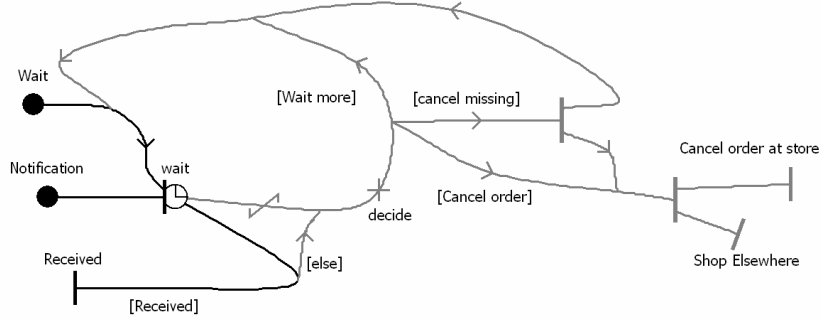 Wait
[Wait more]
[cancel missing]
Cancel order at store
Notification
wait
[Cancel order]
decide
Received
[else]
Shop Elsewhere
[Received]